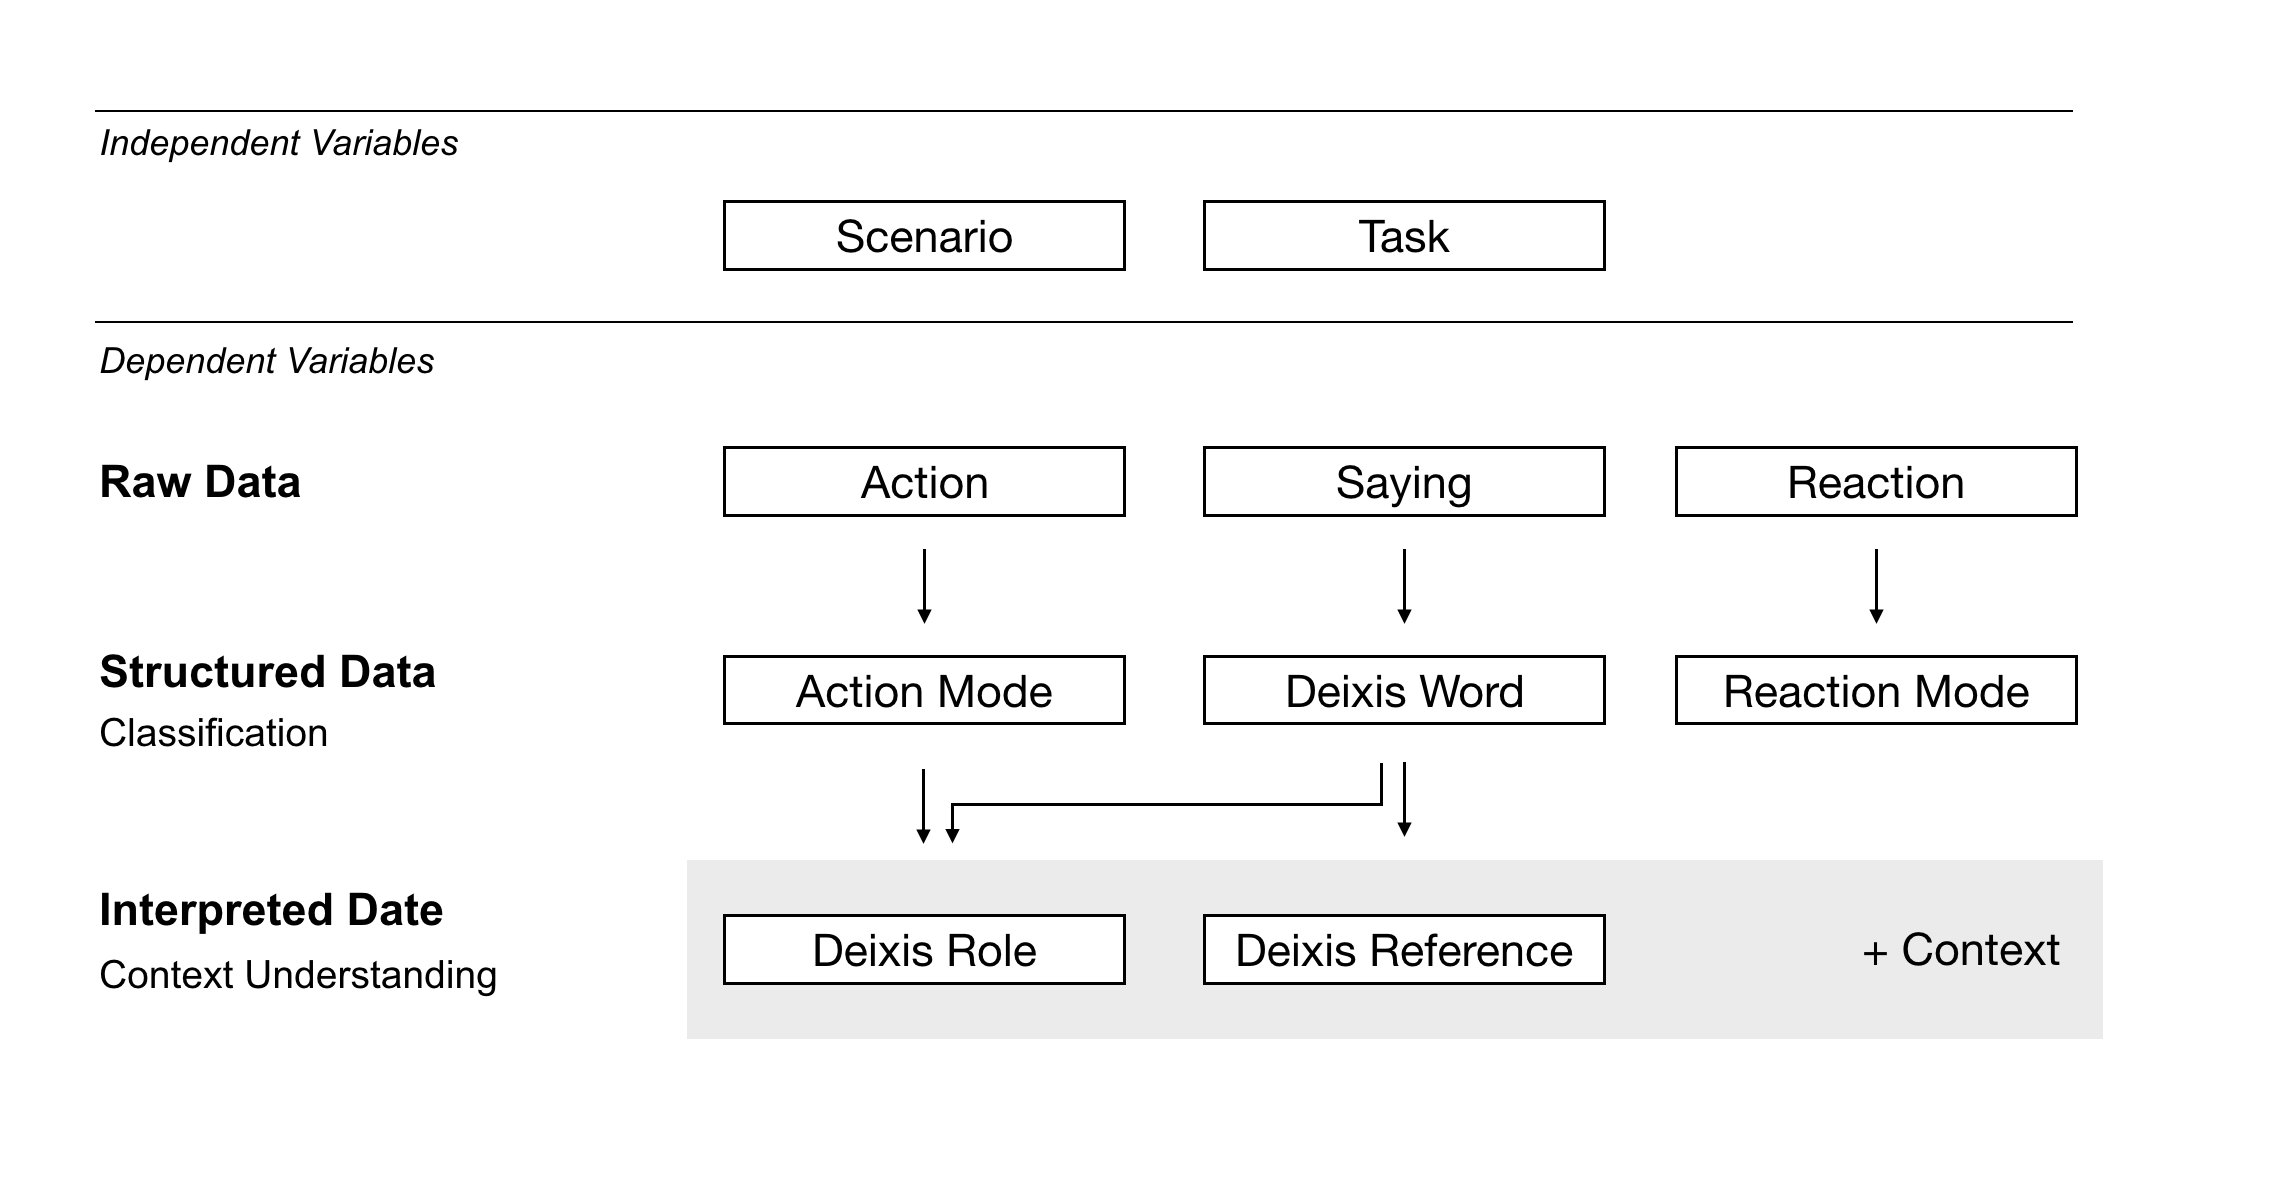 Independent Variables
Scenario
Task
Dependent Variables
Raw Data
Action
Saying
Reaction
Structured Data
Classification
Action Mode
Deixis Word
Reaction Mode
Interpreted Date
Context Understanding
Deixis Role
Deixis Reference
+ Context